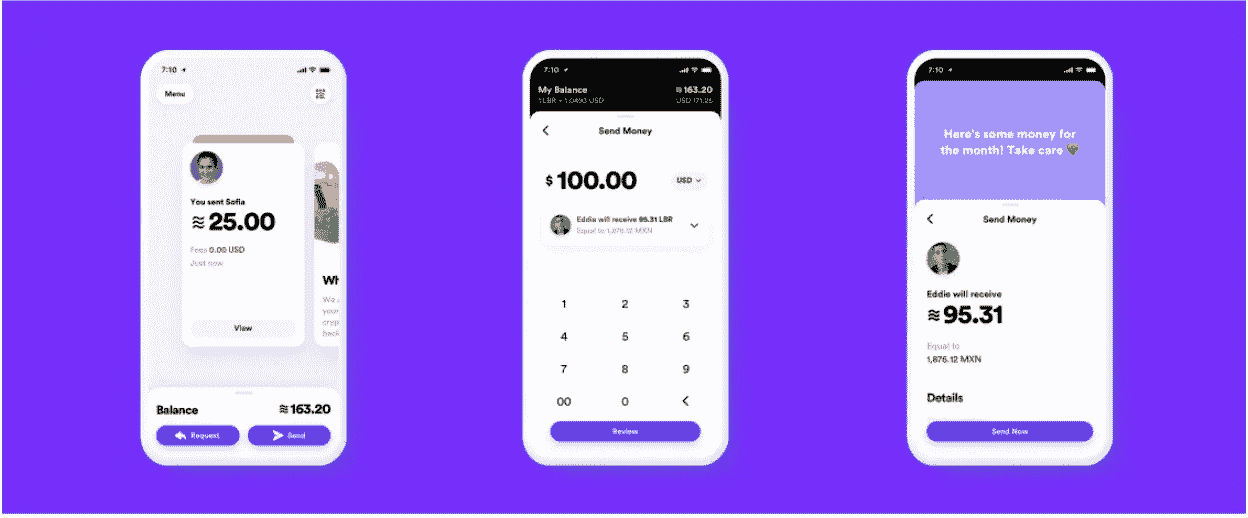 7:10
Menu
You sent Sofia
≋ 25.00
Fees 0.00 USD
Just now
View
Wh
We
your
cryp
back
Balance ≋ 163.20
Request Send
7:10
My Balance ≋ 163.20
1 LBR = 1.0493 USD USD 171.25
Send Money
$ 100.00 USD
Eddie will receive 95.31 LBR
Equal to 1,876.12 MXN
1 2 3
4 5 6
7 8 9
00 0
Review
7:10
Here's some money for
the month! Take care 🖤
Send Money
Eddie will receive
≋ 95.31
Equal to
1,876.12 MXN
Details
Send Now